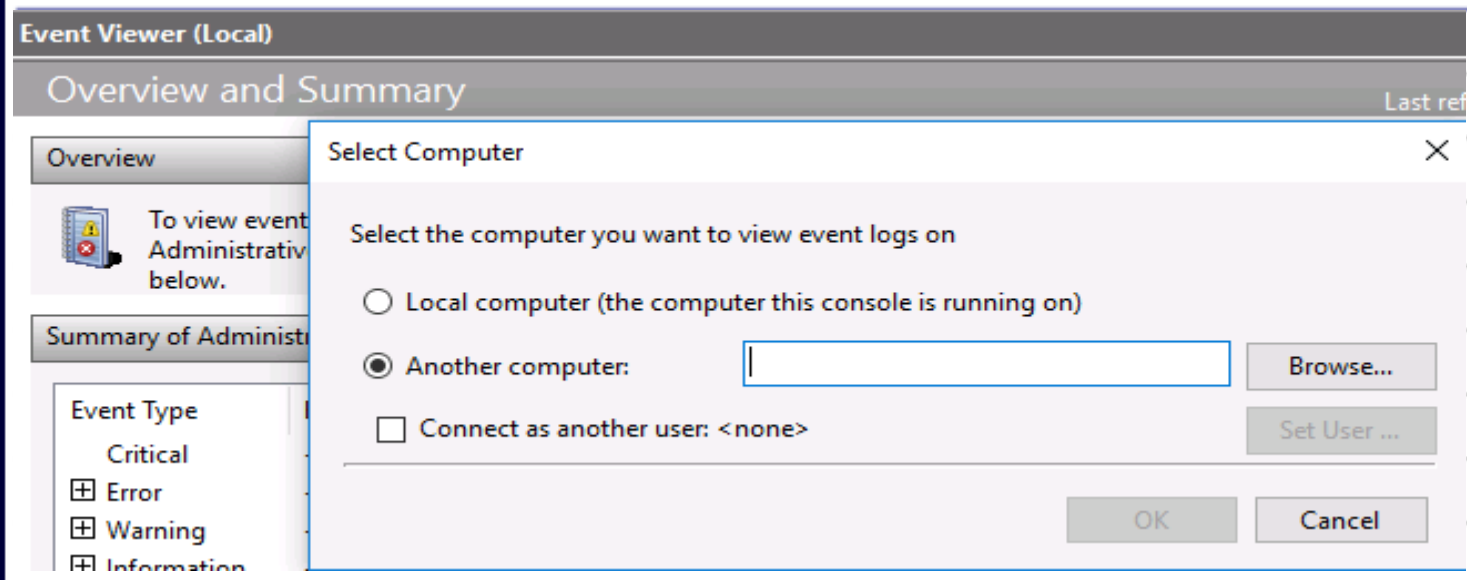 Event Viewer (Local)
Overview and Summary
Last ref
Overview
To view event
Administrativ
below.
Summary of Administr
Event Type
Critical
Error
Warning
Information
Select Computer
Select the computer you want to view event logs on
Local computer (the computer this console is running on)
Another computer:
Browse...
Connect as another user: <none>
Set User ...
OK
Cancel